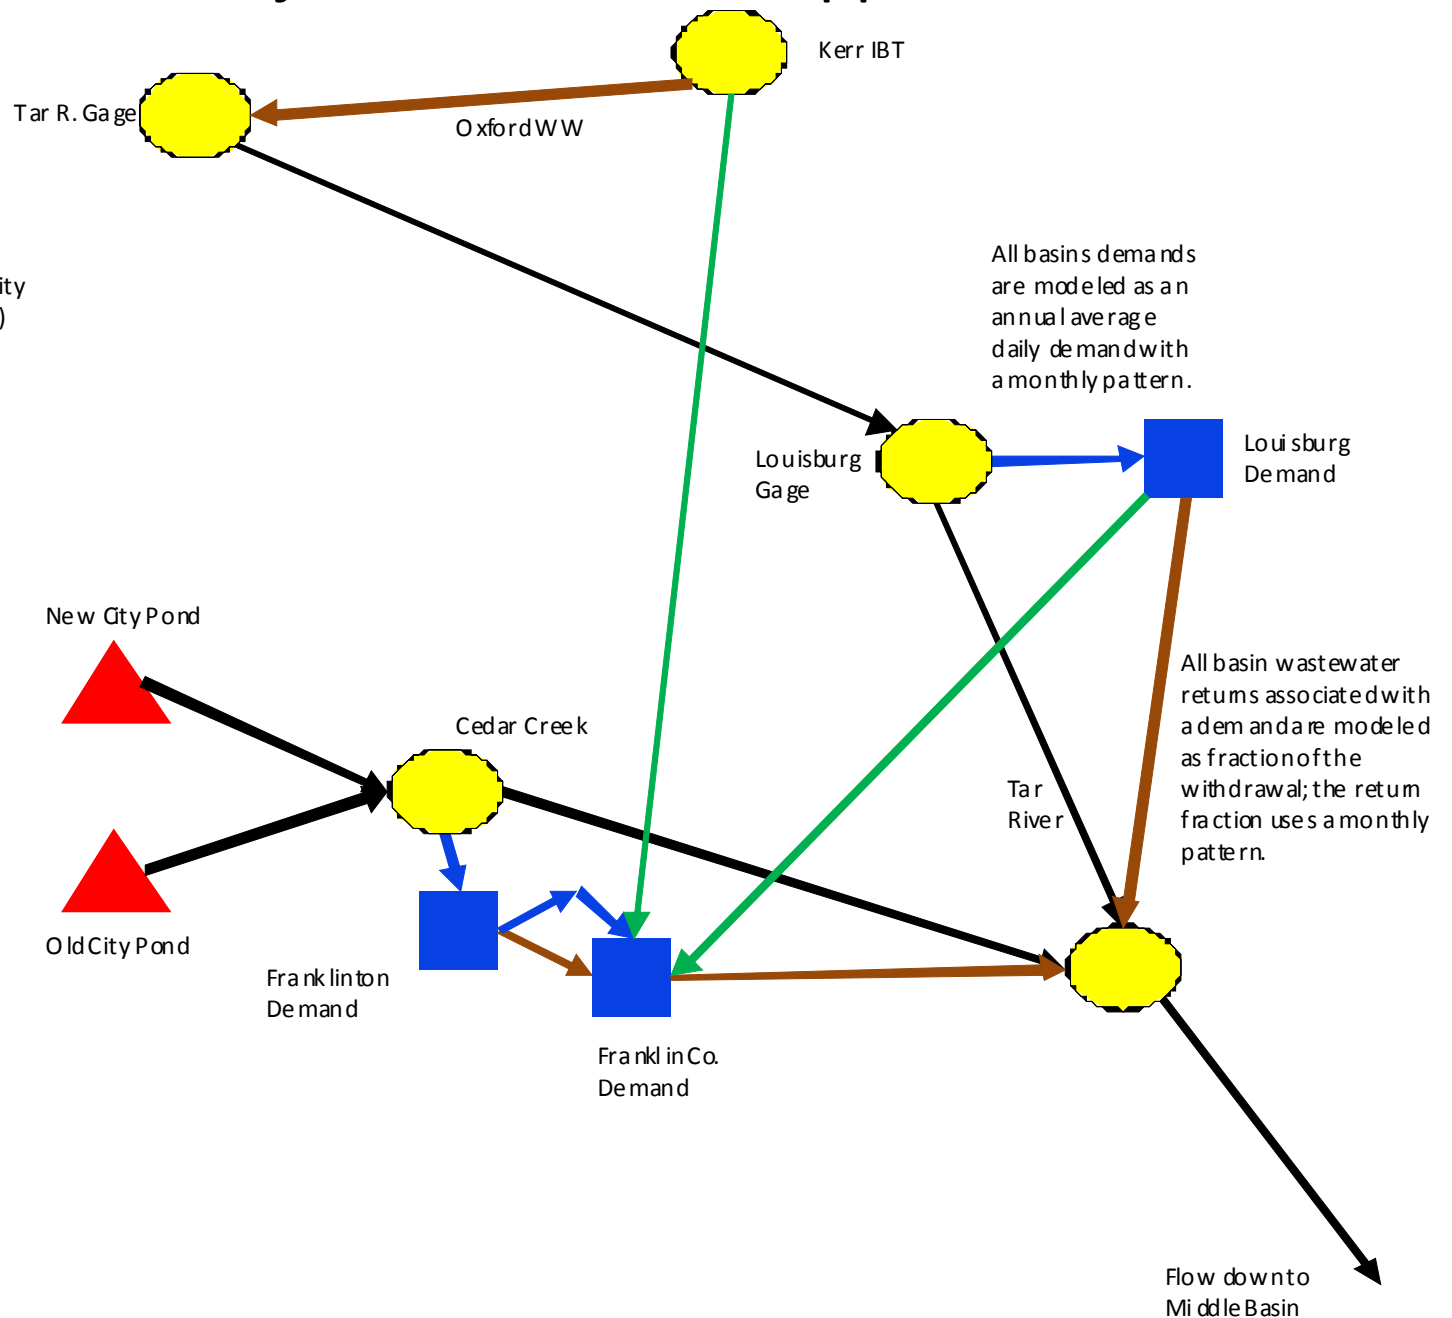 Kerr IBT
Tar R. Gage
Oxford WW
ity
)
All basins demands
are modeled as an
annual average
daily demand with
a monthly pattern.
Louisburg
Gage
Louisburg
Demand
New City Pond
Cedar Creek
All basin wastewater
returns associated with
a demand are modeled
as fraction of the
withdrawal; the return
fraction uses a monthly
pattern.
Tar
River
Old City Pond
Franklinton
Demand
Franklin Co.
Demand
Flow down to
Middle Basin